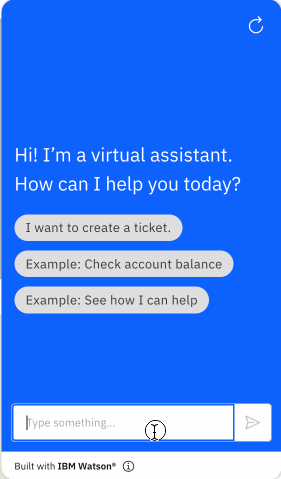 Hi! I’m a virtual assistant.
How can I help you today?
I want to create a ticket.
Example: Check account balance
Example: See how I can help
Type something...
Built with IBM Watson®